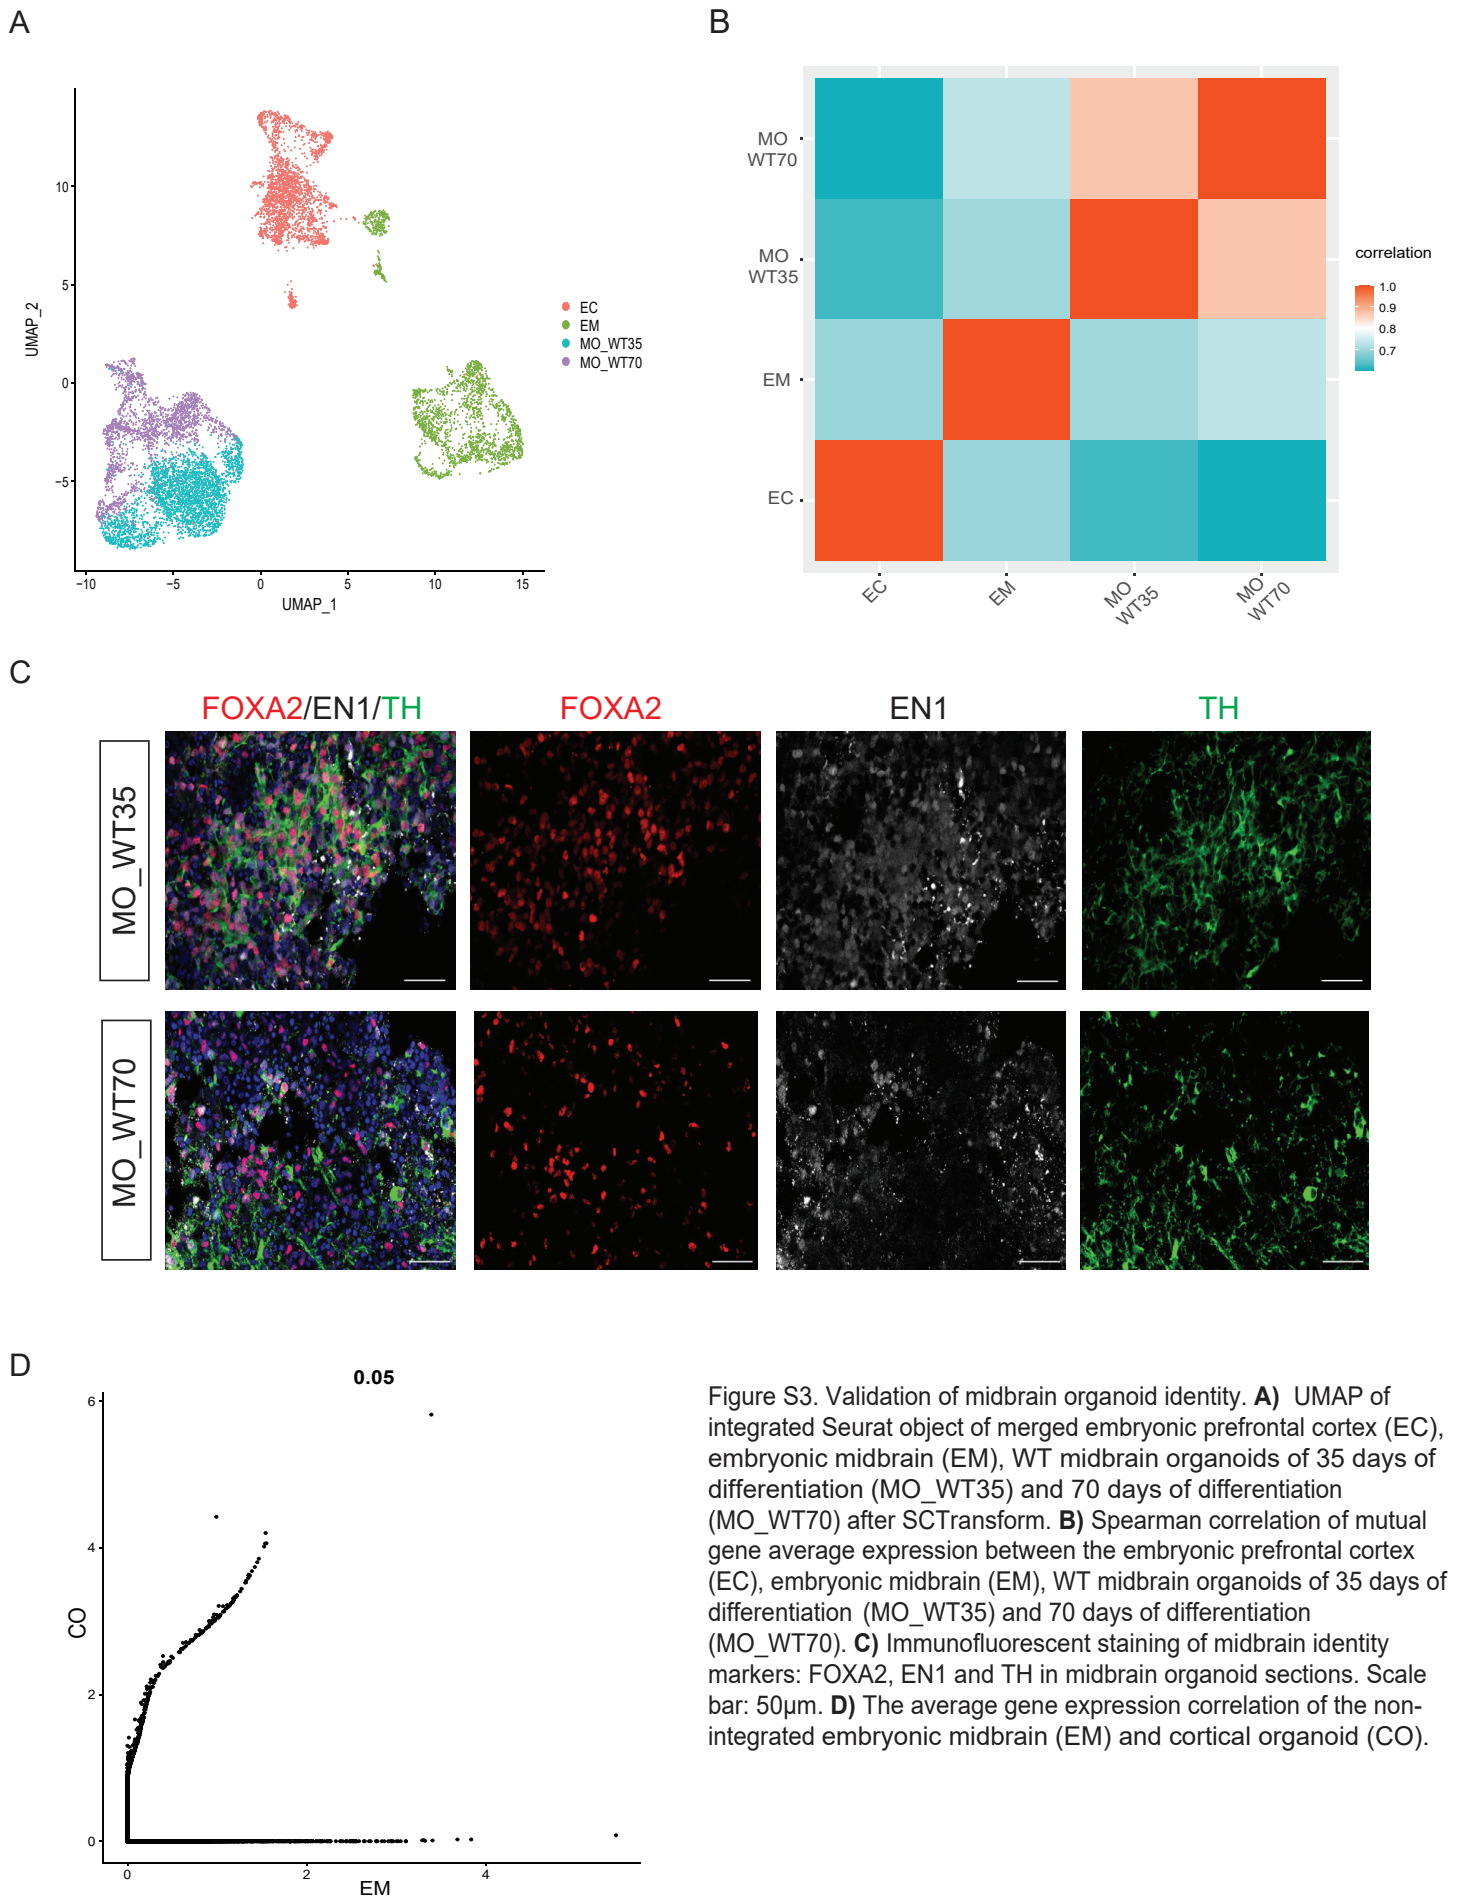 A
10
5
0
−5
UMAP_2
−10
−5
0
5
10
15
UMAP_1
EC
EM
MO_WT35
MO_WT70
B
MO
WT70
MO
WT35
EM
EC
EC
EM
MO
WT35
MO
WT70
correlation
1.0
0.9
0.8
0.7
C
FOXA2/EN1/TH
FOXA2
EN1
TH
MO_WT35
MO_WT70
D
0.05
6
4
2
0
CO
0
2
4
EM
Figure S3. Validation of midbrain organoid identity. A) UMAP of
integrated Seurat object of merged embryonic prefrontal cortex (EC),
embryonic midbrain (EM), WT midbrain organoids of 35 days of
differentiation (MO_WT35) and 70 days of differentiation
(MO_WT70) after SCTransform. B) Spearman correlation of mutual
gene average expression between the embryonic prefrontal cortex
(EC), embryonic midbrain (EM), WT midbrain organoids of 35 days of
differentiation (MO_WT35) and 70 days of differentiation
(MO_WT70). C) Immunofluorescent staining of midbrain identity
markers: FOXA2, EN1 and TH in midbrain organoid sections. Scale
bar: 50µm. D) The average gene expression correlation of the non-
integrated embryonic midbrain (EM) and cortical organoid (CO).